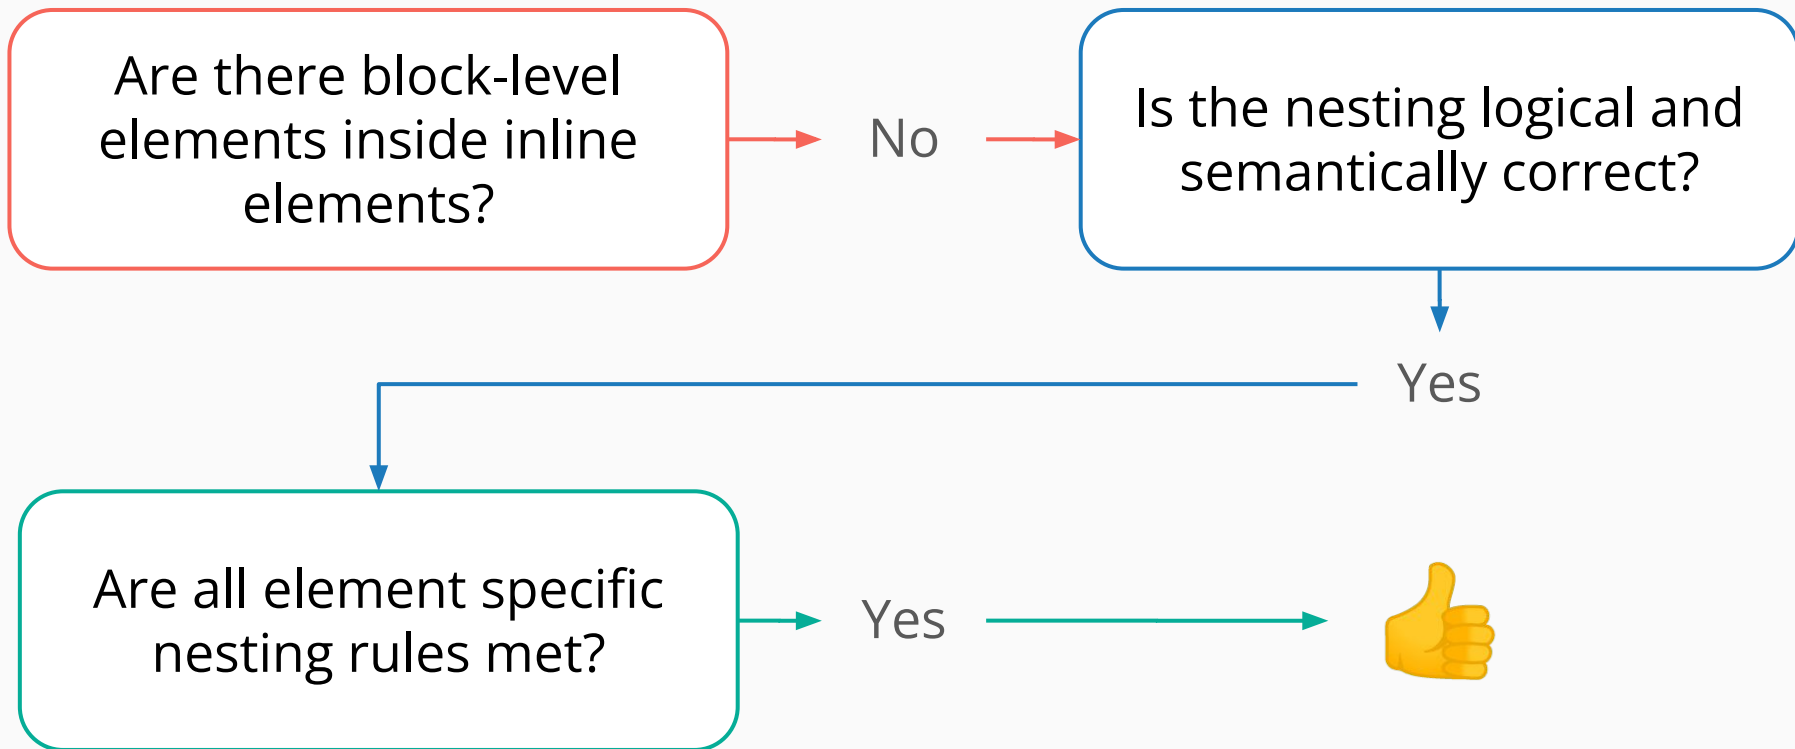 Are there block-level
elements inside inline
elements?
No
Is the nesting logical and
semantically correct?
Yes
Are all element specific
nesting rules met?
Yes